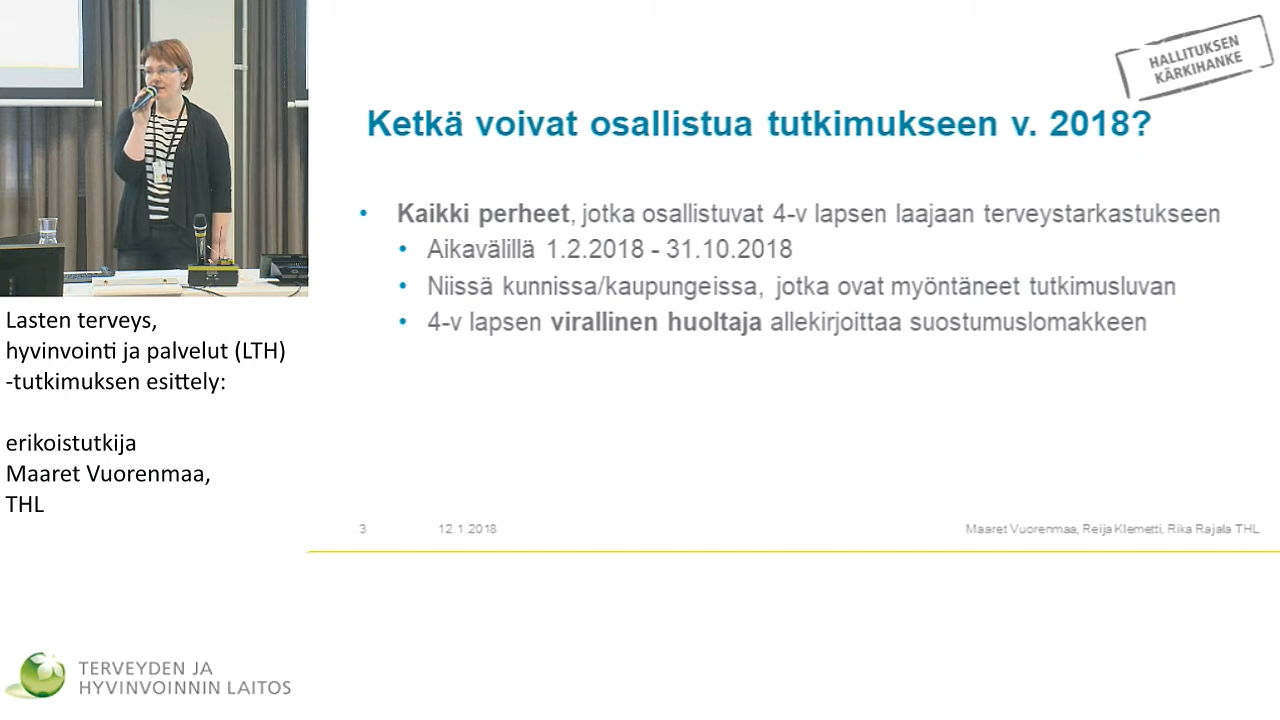 HALLITUKSEN
KÄRKIHANKE
Ketkä voivat osallistua tutkimukseen v. 2018?
• Kaikki perheet, jotka osallistuvat 4-v lapsen laajaan terveystarkastukseen
• Aikavälillä 1.2.2018 - 31.10.2018
• Niissä kunnissa/kaupungeissa, jotka ovat myöntäneet tutkimusluvan
• 4-v lapsen virallinen huoltaja allekirjoittaa suostumuslomakkeen
3 12.1.2018 Maaret Vuorenmaa, Reija Klemetti, Rika Rajala THL
Lasten terveys,
hyvinvointi ja palvelut (LTH)
-tutkimuksen esittely:
erikoistutkija
Maaret Vuorenmaa,
THL
TERVEYDEN JA
HYVINVOINNIN LAITOS